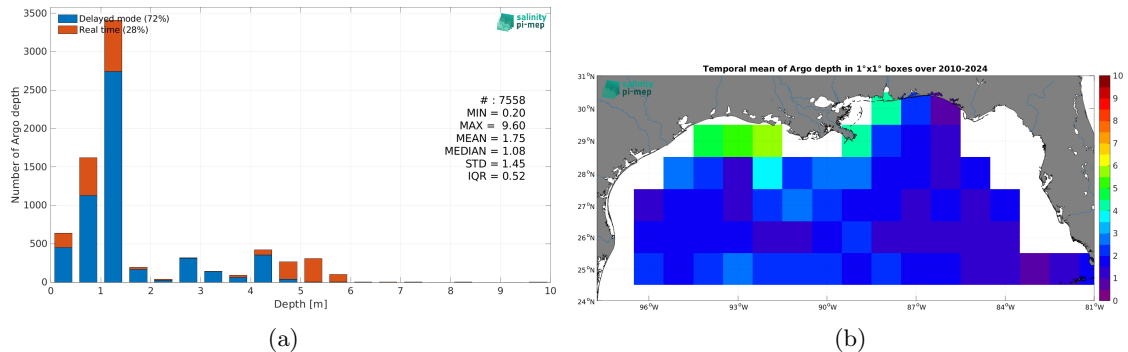 Delayed mode (72%)
Real time (28%)
salinity
pi-mep
Number of Argo depth
3500
3000
2500
2000
1500
1000
500
0
# : 7558
MIN = 0.20
MAX = 9.60
MEAN = 1.75
MEDIAN = 1.08
STD = 1.45
IQR = 0.52
0 1 2 3 4 5 6 7 8 9 10
Depth [m]
(a)
Temporal mean of Argo depth in 1°x1° boxes over 2010-2024
salinity
pi-mep
31°N
30°N
29°N
28°N
27°N
26°N
25°N
24°N
96°W 93°W 90°W 87°W 84°W 81°W
10
9
8
7
6
5
4
3
2
1
0
(b)